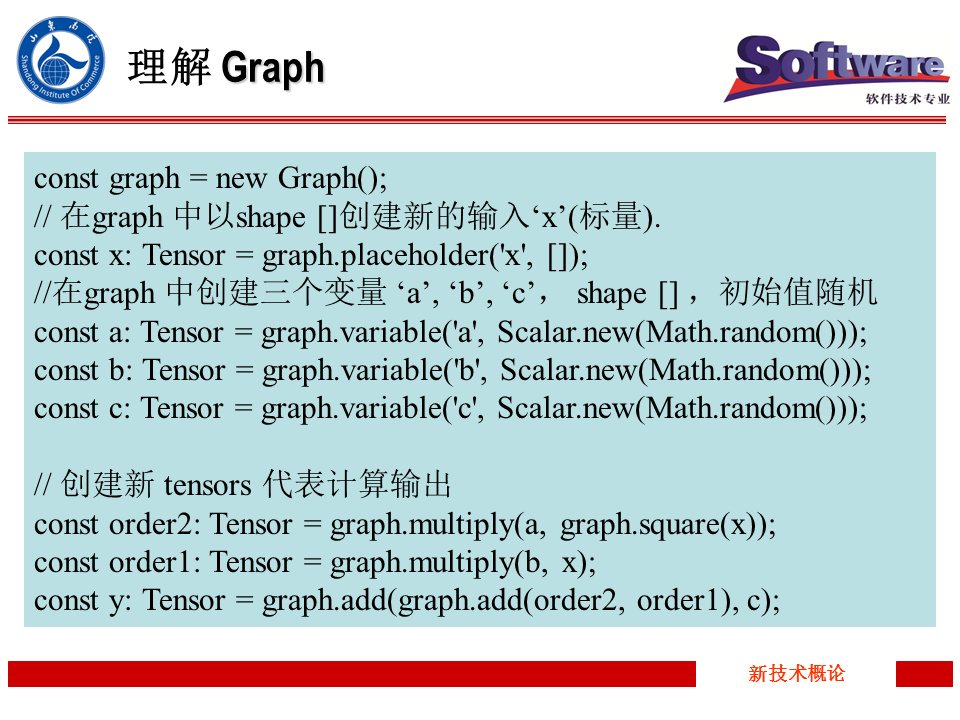 理解 Graph
Shandong Institute Of Commerce
Software
软件技术专业
const graph = new Graph();
// 在graph 中以shape []创建新的输入‘x’(标量).
const x: Tensor = graph.placeholder('x', []);
//在graph 中创建三个变量 ‘a’, ‘b’, ‘c’， shape [] ，初始值随机
const a: Tensor = graph.variable('a', Scalar.new(Math.random()));
const b: Tensor = graph.variable('b', Scalar.new(Math.random()));
const c: Tensor = graph.variable('c', Scalar.new(Math.random()));
// 创建新 tensors 代表计算输出
const order2: Tensor = graph.multiply(a, graph.square(x));
const order1: Tensor = graph.multiply(b, x);
const y: Tensor = graph.add(graph.add(order2, order1), c);
新技术概论